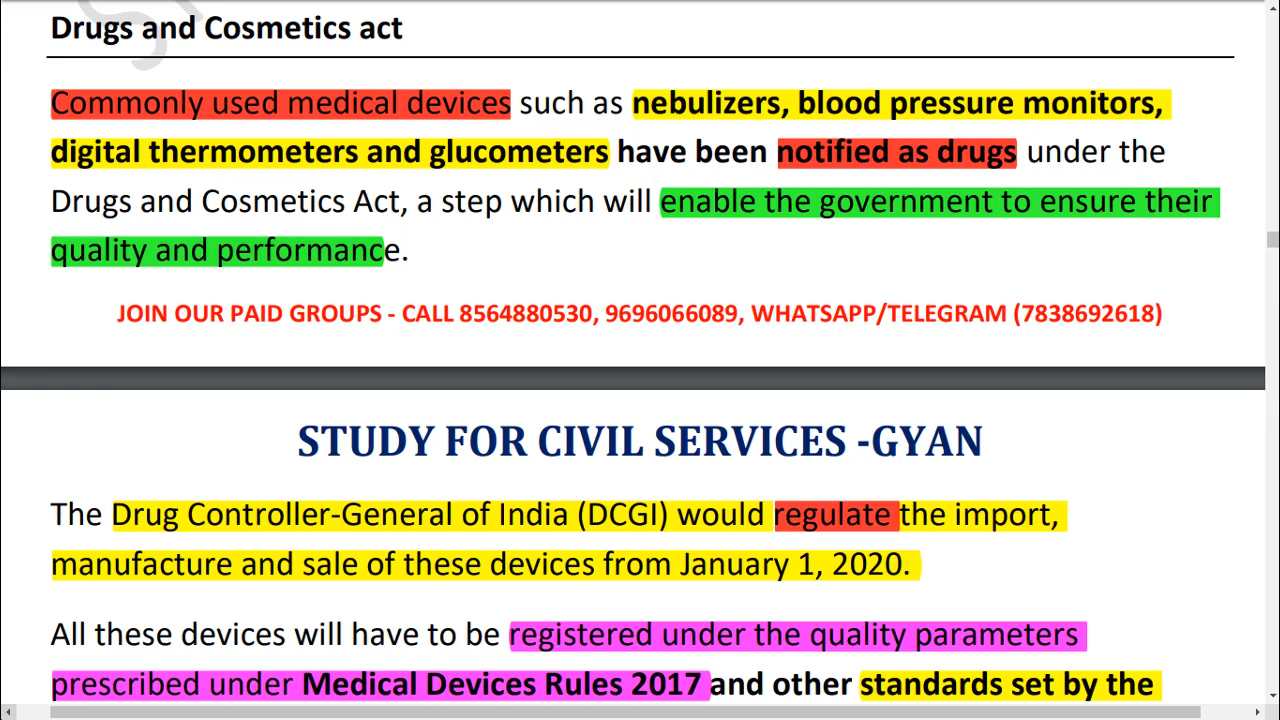 Drugs and Cosmetics act
Commonly used medical devices such as nebulizers, blood pressure monitors,
digital thermometers and glucometers have been notified as drugs under the
Drugs and Cosmetics Act, a step which will enable the government to ensure their
quality and performance.
JOIN OUR PAID GROUPS - CALL 8564880530, 9696066089, WHATSAPP/TELEGRAM (7838692618)
STUDY FOR CIVIL SERVICES -GYAN
The Drug Controller-General of India (DCGI) would regulate the import,
manufacture and sale of these devices from January 1, 2020.
All these devices will have to be registered under the quality parameters
prescribed under Medical Devices Rules 2017 and other standards set by the